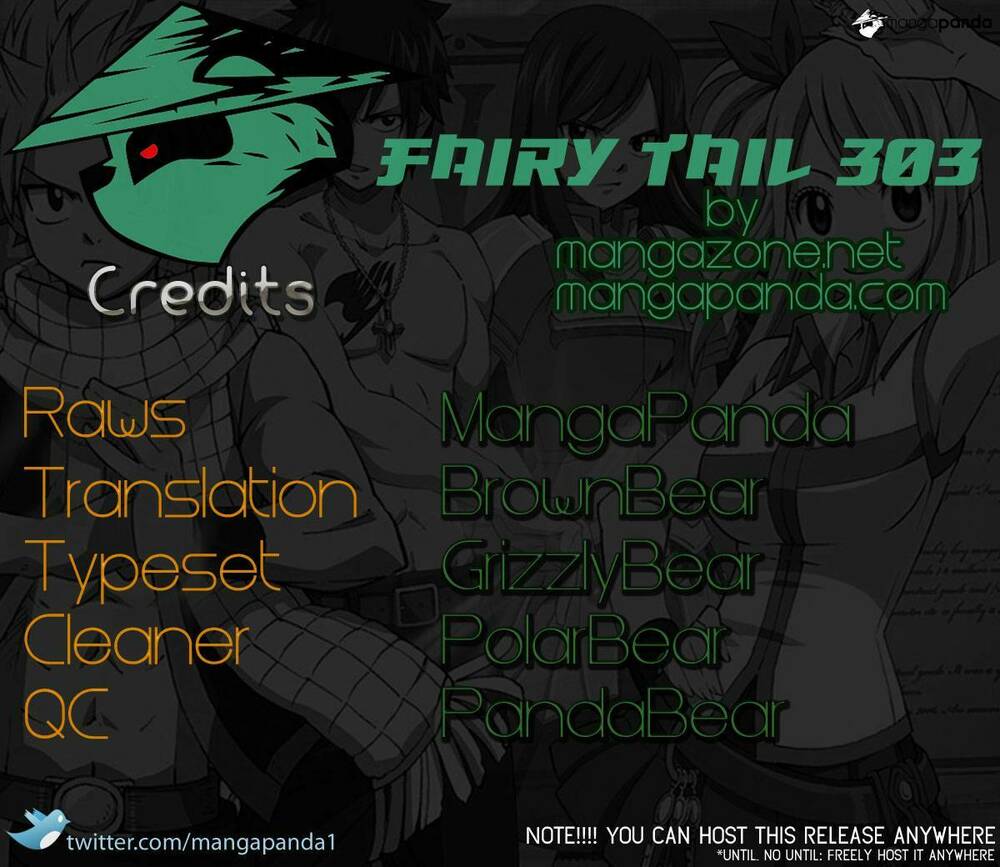 mangapanda
FAIRY TAIL 303
by
mangazone.net
mangapanda.com
Credits
Raws MangaPanda
Translation BrownBear
Typeset GrizzlyBear
Cleaner PolarBear
QC PandaBear
twitter.com/mangapanda1
NOTE!!!! YOU CAN HOST THIS RELEASE ANYWHERE
*UNTIL NO UNTIL: FREELY HOST IT ANYWHERE